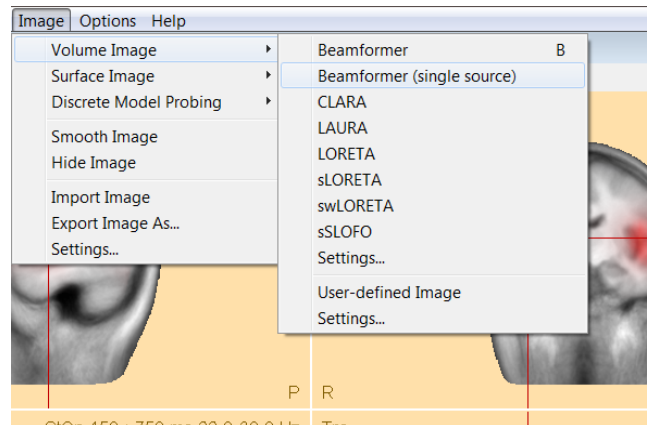 Image Options Help
Volume Image
Surface Image
Discrete Model Probing
Smooth Image
Hide Image
Import Image
Export Image As...
Settings...
Beamformer B
Beamformer (single source)
CLARA
LAURA
LORETA
sLORETA
swLORETA
sSLOFO
Settings...
User-defined Image
Settings...
P
R